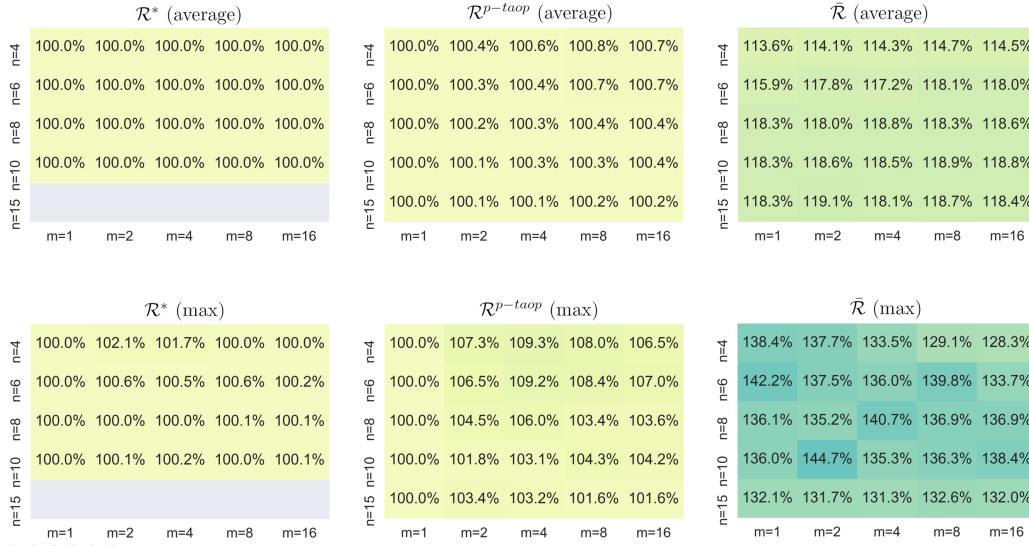 R* (average) R^{p−taop} (average) R̄ (average)
n=4 100.0% 100.0% 100.0% 100.0% 100.0% n=4 100.0% 100.4% 100.6% 100.8% 100.7% n=4 113.6% 114.1% 114.3% 114.7% 114.5%
n=6 100.0% 100.0% 100.0% 100.0% 100.0% n=6 100.0% 100.3% 100.4% 100.7% 100.7% n=6 115.9% 117.8% 117.2% 118.1% 118.0%
n=8 100.0% 100.0% 100.0% 100.0% 100.0% n=8 100.0% 100.2% 100.3% 100.4% 100.4% n=8 118.3% 118.0% 118.8% 118.3% 118.6%
n=10 100.0% 100.0% 100.0% 100.0% 100.0% n=10 100.0% 100.1% 100.3% 100.3% 100.4% n=10 118.3% 118.6% 118.5% 118.9% 118.8%
n=15 n=15 100.0% 100.1% 100.1% 100.2% 100.2% n=15 118.3% 119.1% 118.1% 118.7% 118.4%
m=1 m=2 m=4 m=8 m=16 m=1 m=2 m=4 m=8 m=16 m=1 m=2 m=4 m=8 m=16
R* (max) R^{p−taop} (max) R̄ (max)
n=4 100.0% 102.1% 101.7% 100.0% 100.0% n=4 100.0% 107.3% 109.3% 108.0% 106.5% n=4 138.4% 137.7% 133.5% 129.1% 128.3%
n=6 100.0% 100.6% 100.5% 100.6% 100.2% n=6 100.0% 106.5% 109.2% 108.4% 107.0% n=6 142.2% 137.5% 136.0% 139.8% 133.7%
n=8 100.0% 100.0% 100.0% 100.1% 100.1% n=8 100.0% 104.5% 106.0% 103.4% 103.6% n=8 136.1% 135.2% 140.7% 136.9% 136.9%
n=10 100.0% 100.1% 100.2% 100.0% 100.1% n=10 100.0% 101.8% 103.1% 104.3% 104.2% n=10 136.0% 144.7% 135.3% 136.3% 138.4%
n=15 n=15 100.0% 103.4% 103.2% 101.6% 101.6% n=15 132.1% 131.7% 131.3% 132.6% 132.0%
m=1 m=2 m=4 m=8 m=16 m=1 m=2 m=4 m=8 m=16 m=1 m=2 m=4 m=8 m=16